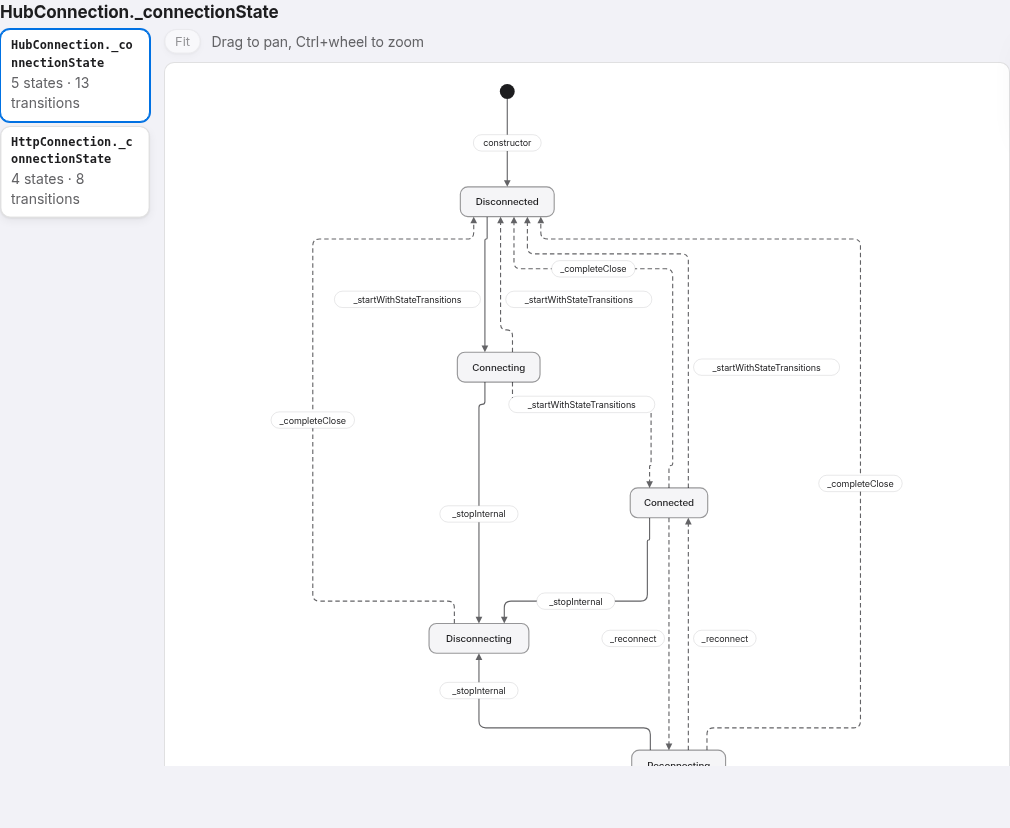 HubConnection._connectionState
HubConnection._co
nnectionState
5 states · 13
transitions
HttpConnection._c
onnectionState
4 states · 8
transitions
Fit
Drag to pan, Ctrl+wheel to zoom
constructor
Disconnected
_completeClose
_startWithStateTransitions
_startWithStateTransitions
Connecting
_startWithStateTransitions
_startWithStateTransitions
_completeClose
_completeClose
Connected
_stopInternal
_stopInternal
Disconnecting
_reconnect
_reconnect
_stopInternal
Reconnecting